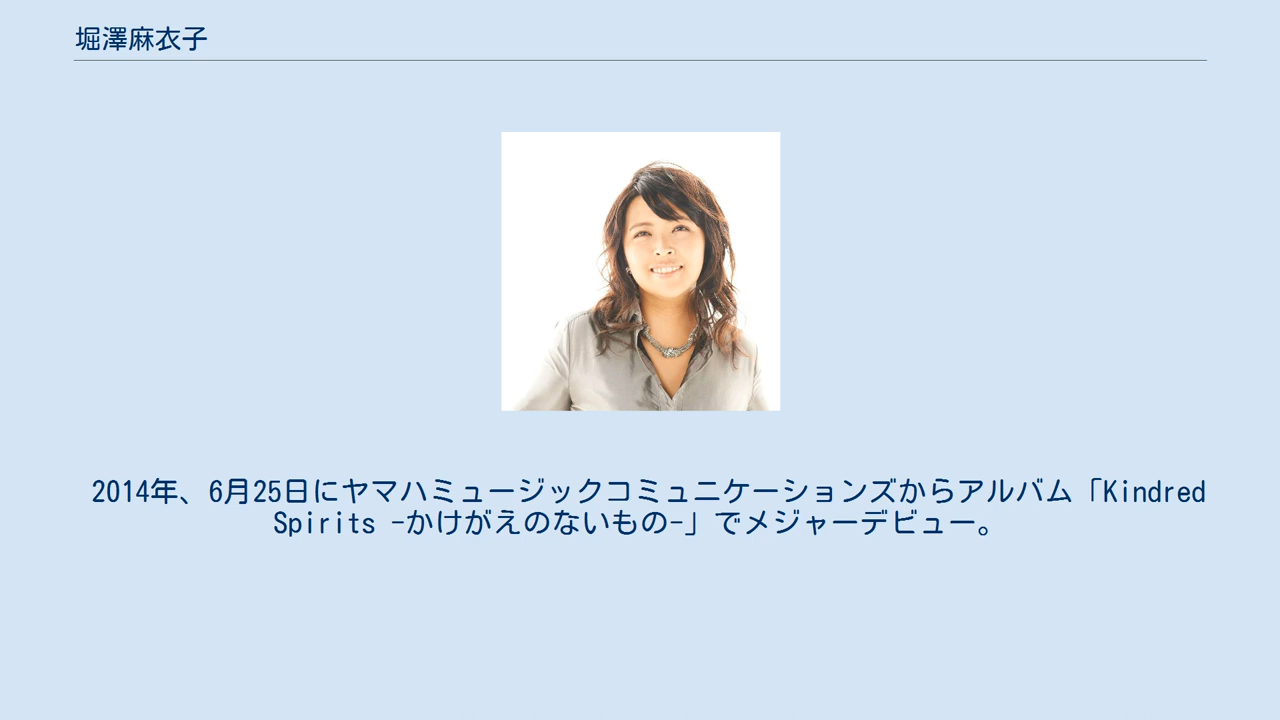 堀澤麻衣子
2014年、6月25日にヤマハミュージックコミュニケーションズからアルバム「Kindred
Spirits -かけがえのないもの-」でメジャーデビュー。